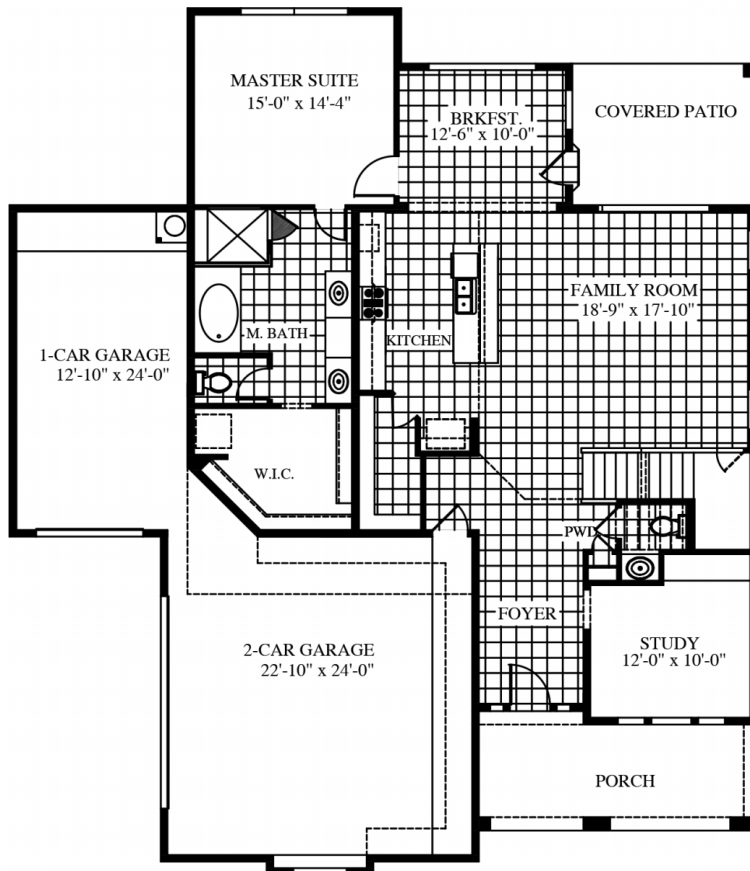 MASTER SUITE
15'-0" x 14'-4"
BRKFST.
12'-6" x 10'-0"
COVERED PATIO
FAMILY ROOM
18'-9" x 17'-10"
M. BATH
KITCHEN
1-CAR GARAGE
12'-10" x 24'-0"
W.I.C.
PWD
FOYER
2-CAR GARAGE
22'-10" x 24'-0"
STUDY
12'-0" x 10'-0"
PORCH